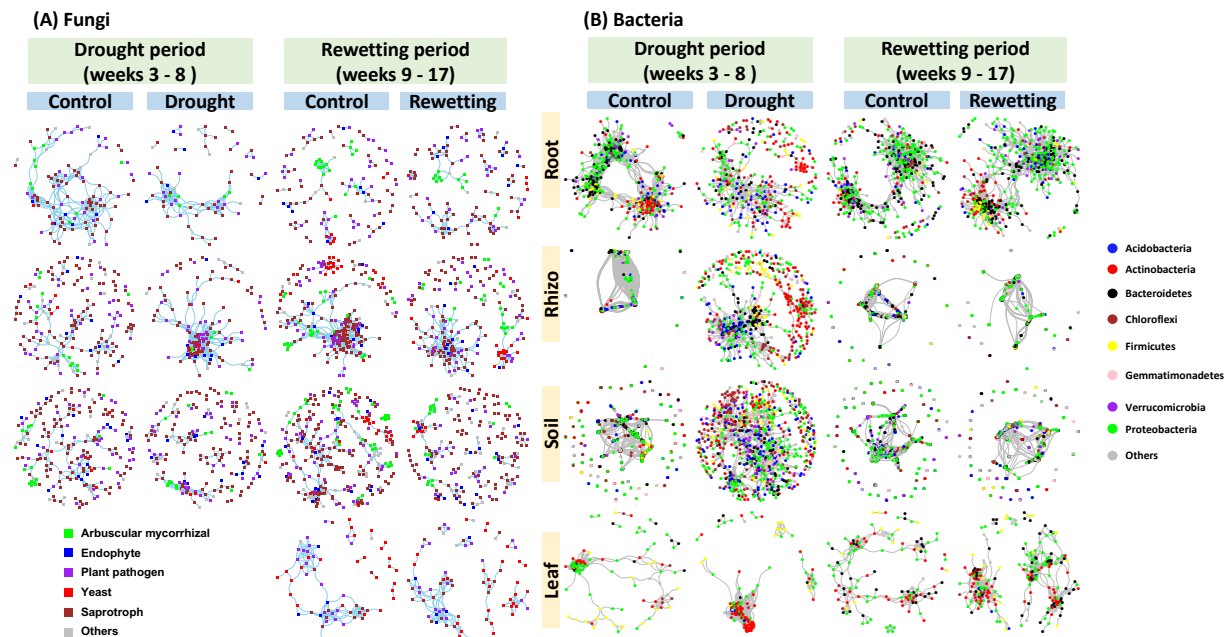 (A) Fungi
Drought period
(weeks 3 - 8 )
Rewetting period
(weeks 9 - 17)
Control
Drought
Control
Rewetting
Arbuscular mycorrhizal
Endophyte
Plant pathogen
Yeast
Saprotroph
Others
(B) Bacteria
Drought period
(weeks 3 - 8)
Rewetting period
(weeks 9 - 17)
Control
Drought
Control
Rewetting
Root
Rhizo
Soil
Leaf
Acidobacteria
Actinobacteria
Bacteroidetes
Chloroflexi
Firmicutes
Gemmatimonadetes
Verrucomicrobia
Proteobacteria
Others